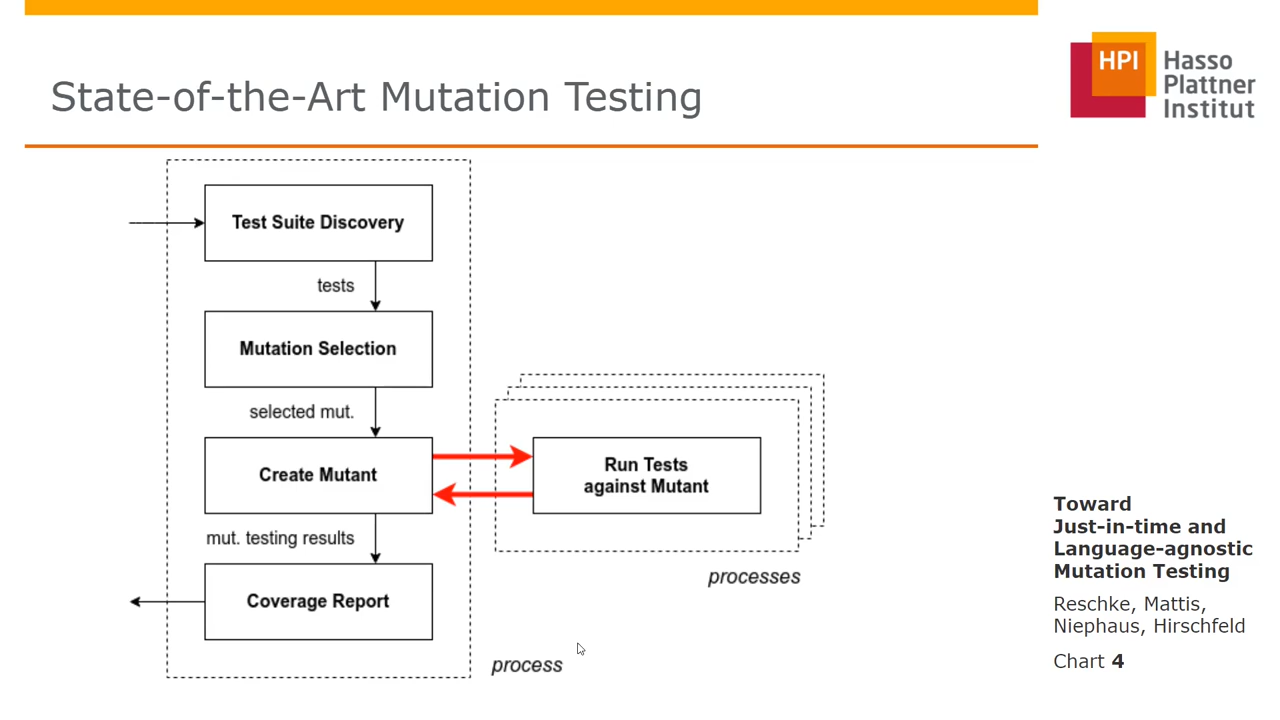 State-of-the-Art Mutation Testing
HPI
Hasso
Plattner
Institut
Test Suite Discovery
tests
Mutation Selection
selected mut.
Create Mutant
Run Tests
against Mutant
mut. testing results
processes
Coverage Report
process
Toward
Just-in-time and
Language-agnostic
Mutation Testing
Reschke, Mattis,
Niephaus, Hirschfeld
Chart 4